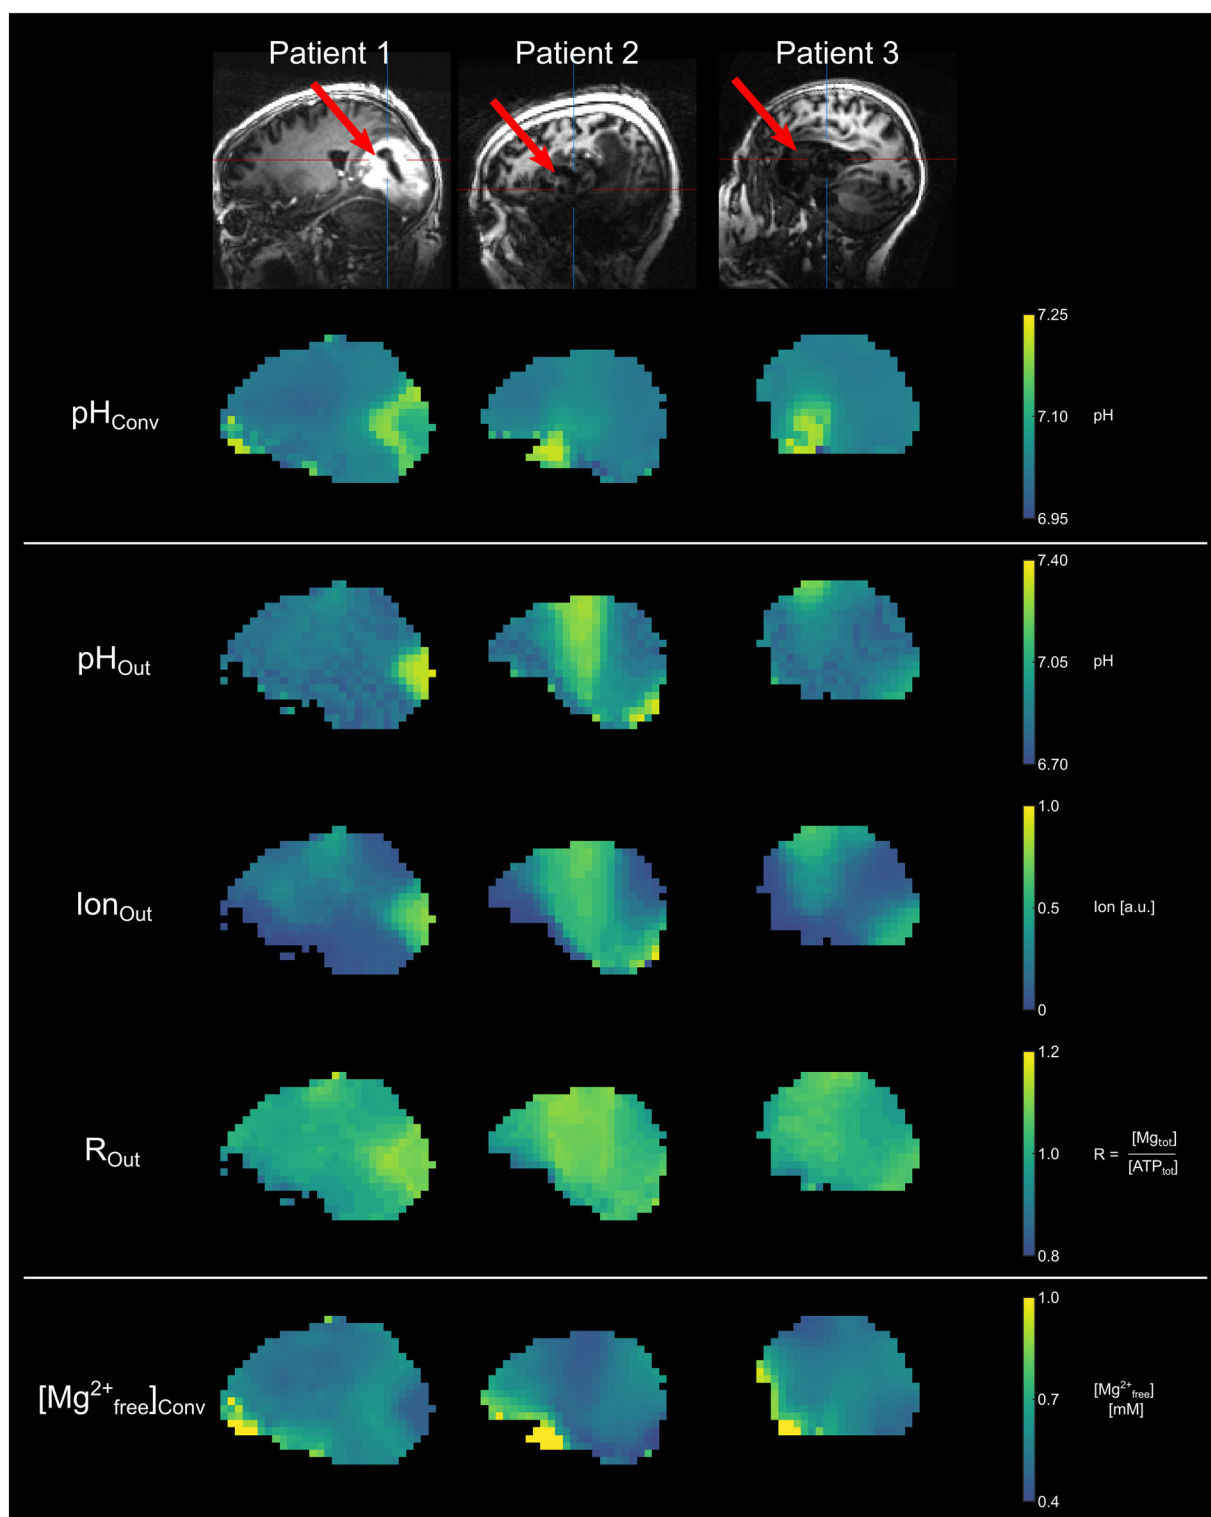 Patient 1 Patient 2 Patient 3
7.25
pHConv 7.10 pH
6.95
7.40
pHOut 7.05 pH
6.70
1.0
IonOut 0.5 Ion [a.u.]
0
1.2
ROut 1.0 R = [Mgtot]
[ATPtot]
0.8
1.0
[Mg2+free]Conv 0.7 [Mg2+free]
[mM]
0.4